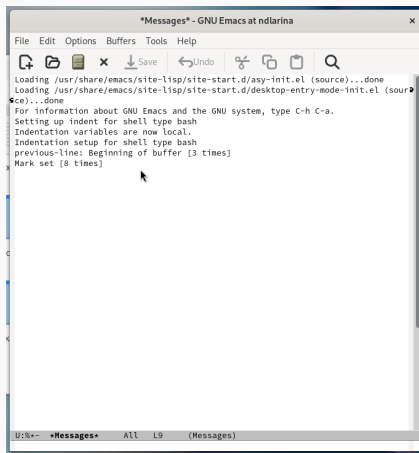 *Messages* - GNU Emacs at ndlarina
File Edit Options Buffers Tools Help
Save Undo
Loading /usr/share/emacs/site-lisp/site-start.d/asy-init.el (source)...done
Loading /usr/share/emacs/site-lisp/site-start.d/desktop-entry-mode-init.el (sour
ce)...done
For information about GNU Emacs and the GNU system, type C-h C-a.
Setting up indent for shell type bash
Indentation variables are now local.
Indentation setup for shell type bash
previous-line: Beginning of buffer [3 times]
Mark set [8 times]
U:%*- *Messages* All L9 (Messages)